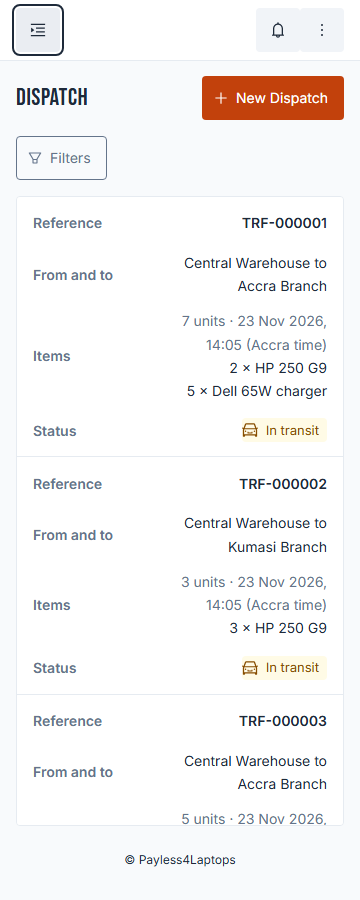 DISPATCH
+ New Dispatch
Filters
Reference TRF-000001
From and to Central Warehouse to
Accra Branch
Items 7 units · 23 Nov 2026,
14:05 (Accra time)
2 × HP 250 G9
5 × Dell 65W charger
Status In transit
Reference TRF-000002
From and to Central Warehouse to
Kumasi Branch
Items 3 units · 23 Nov 2026,
14:05 (Accra time)
3 × HP 250 G9
Status In transit
Reference TRF-000003
From and to Central Warehouse to
Accra Branch
5 units · 23 Nov 2026,
© Payless4Laptops